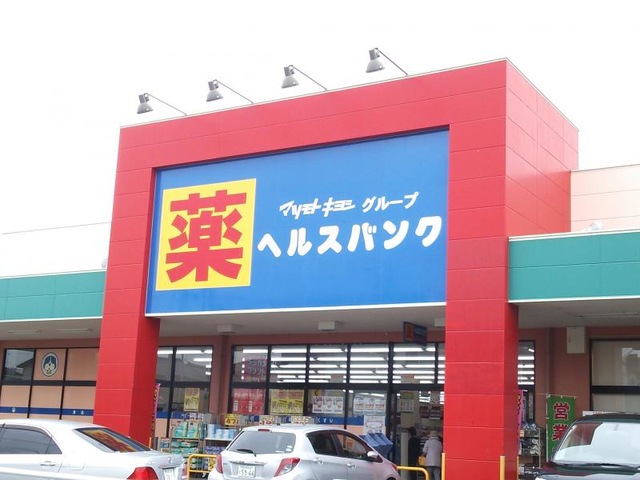 薬
マツモトキヨシ グループ
ヘルスバンク
営業